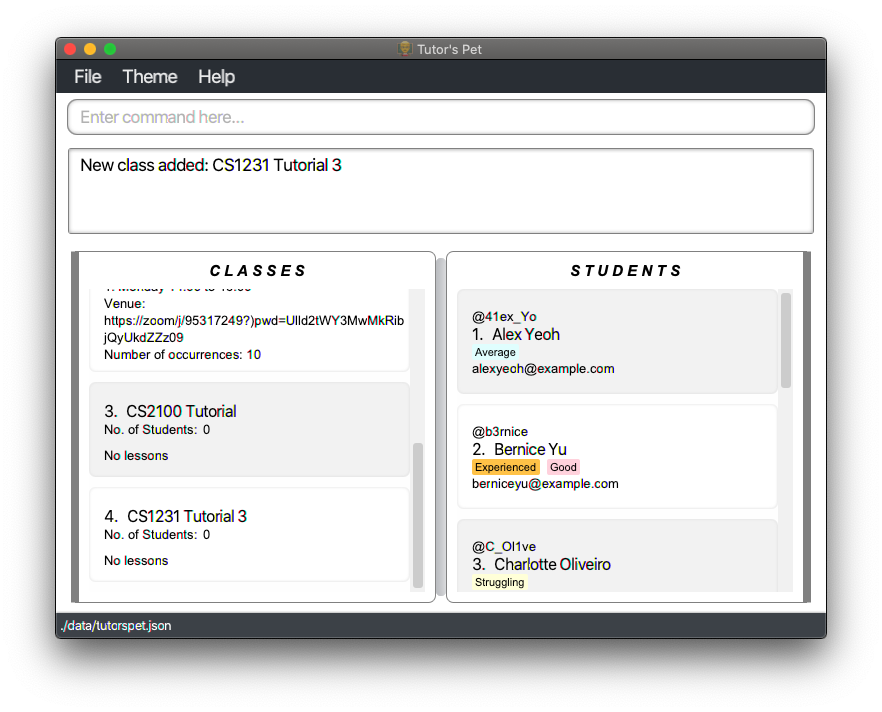 Tutor's Pet
File Theme Help
Enter command here...
New class added: CS1231 Tutorial 3
CLASSES
Venue:
https://zoom/j/95317249?)pwd=Ulld2tWY3MwMkRib
jQyUkdZZz09
Number of occurrences: 10
3. CS2100 Tutorial
No. of Students: 0
No lessons
4. CS1231 Tutorial 3
No. of Students: 0
No lessons
STUDENTS
@41ex_Yo
1. Alex Yeoh
Average
alexyeoh@example.com
@b3rnice
2. Bernice Yu
Experienced Good
berniceyu@example.com
@C_Ol1ve
3. Charlotte Oliveiro
Struggling
./data/tutorspet.json